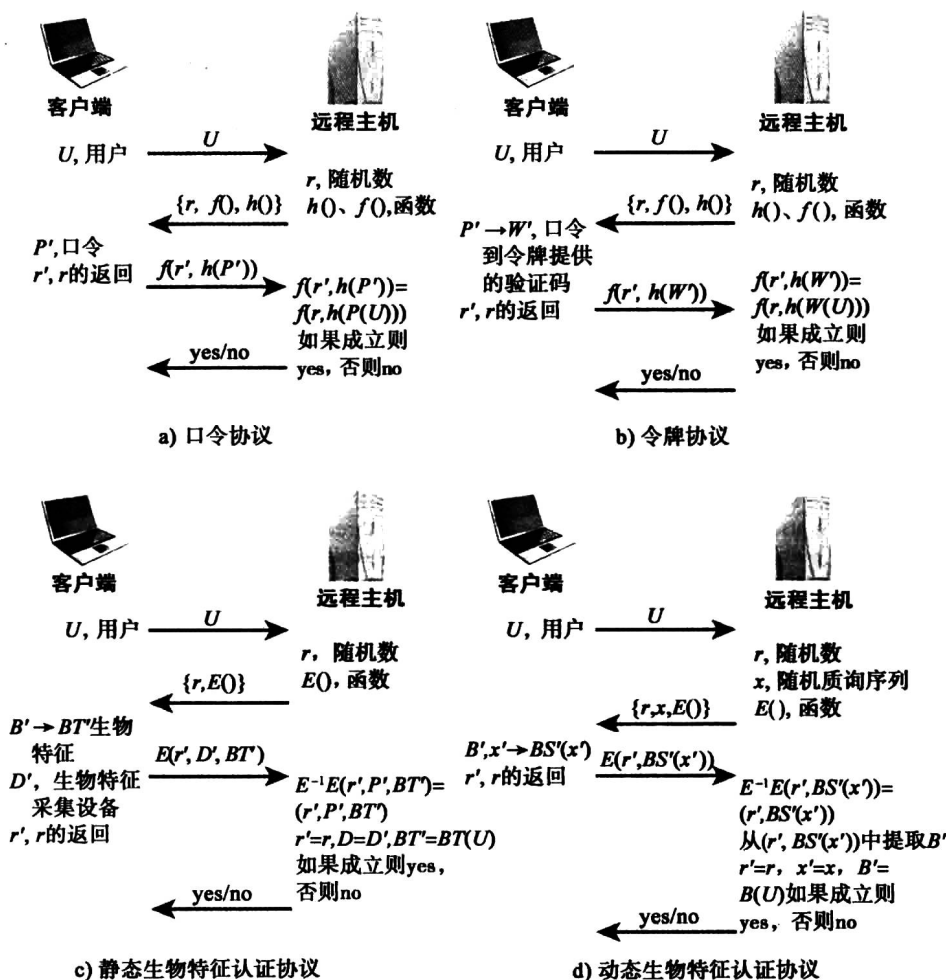 客户端
远程主机
U, 用户
U
r, 随机数
h()、f(),函数
{r, f(), h()}
P',口令
r', r的返回
f(r', h(P'))
f(r',h(P'))=
f(r,h(P(U)))
如果成立则
yes，否则no
yes/no
a) 口令协议
客户端
远程主机
U, 用户
U
r, 随机数
h()、f(), 函数
{r, f(), h()}
P'→W', 口令
到令牌提供
的验证码
r', r的返回
f(r', h(W'))
f(r',h(W'))=
f(r,h(W(U)))
如果成立则
yes，否则no
yes/no
b) 令牌协议
客户端
远程主机
U, 用户
U
r，随机数
E(), 函数
{r,E()}
B'→BT'生物
特征
D'，生物特征
采集设备
r', r的返回
E(r', D', BT')
E⁻¹E(r',P',BT')=
(r',P',BT')
r'=r,D=D',BT'=BT(U)
如果成立则yes，
否则no
yes/no
c) 静态生物特征认证协议
客户端
远程主机
U, 用户
U
r, 随机数
x, 随机质询序列
E(), 函数
{r,x,E()}
B',x'→BS'(x')
r', r的返回
E(r',BS'(x'))
E⁻¹E(r',BS'(x'))=
(r',BS'(x'))
从(r', BS'(x'))中提取B'
r'=r，x'=x，B'=
B(U)如果成立则
yes，否则no
yes/no
d) 动态生物特征认证协议